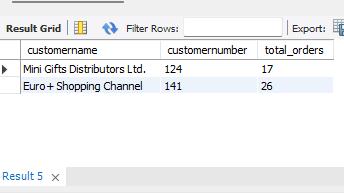 Result Grid Filter Rows: Export:
customername customernumber total_orders
Mini Gifts Distributors Ltd. 124 17
Euro+ Shopping Channel 141 26
Result 5 ×